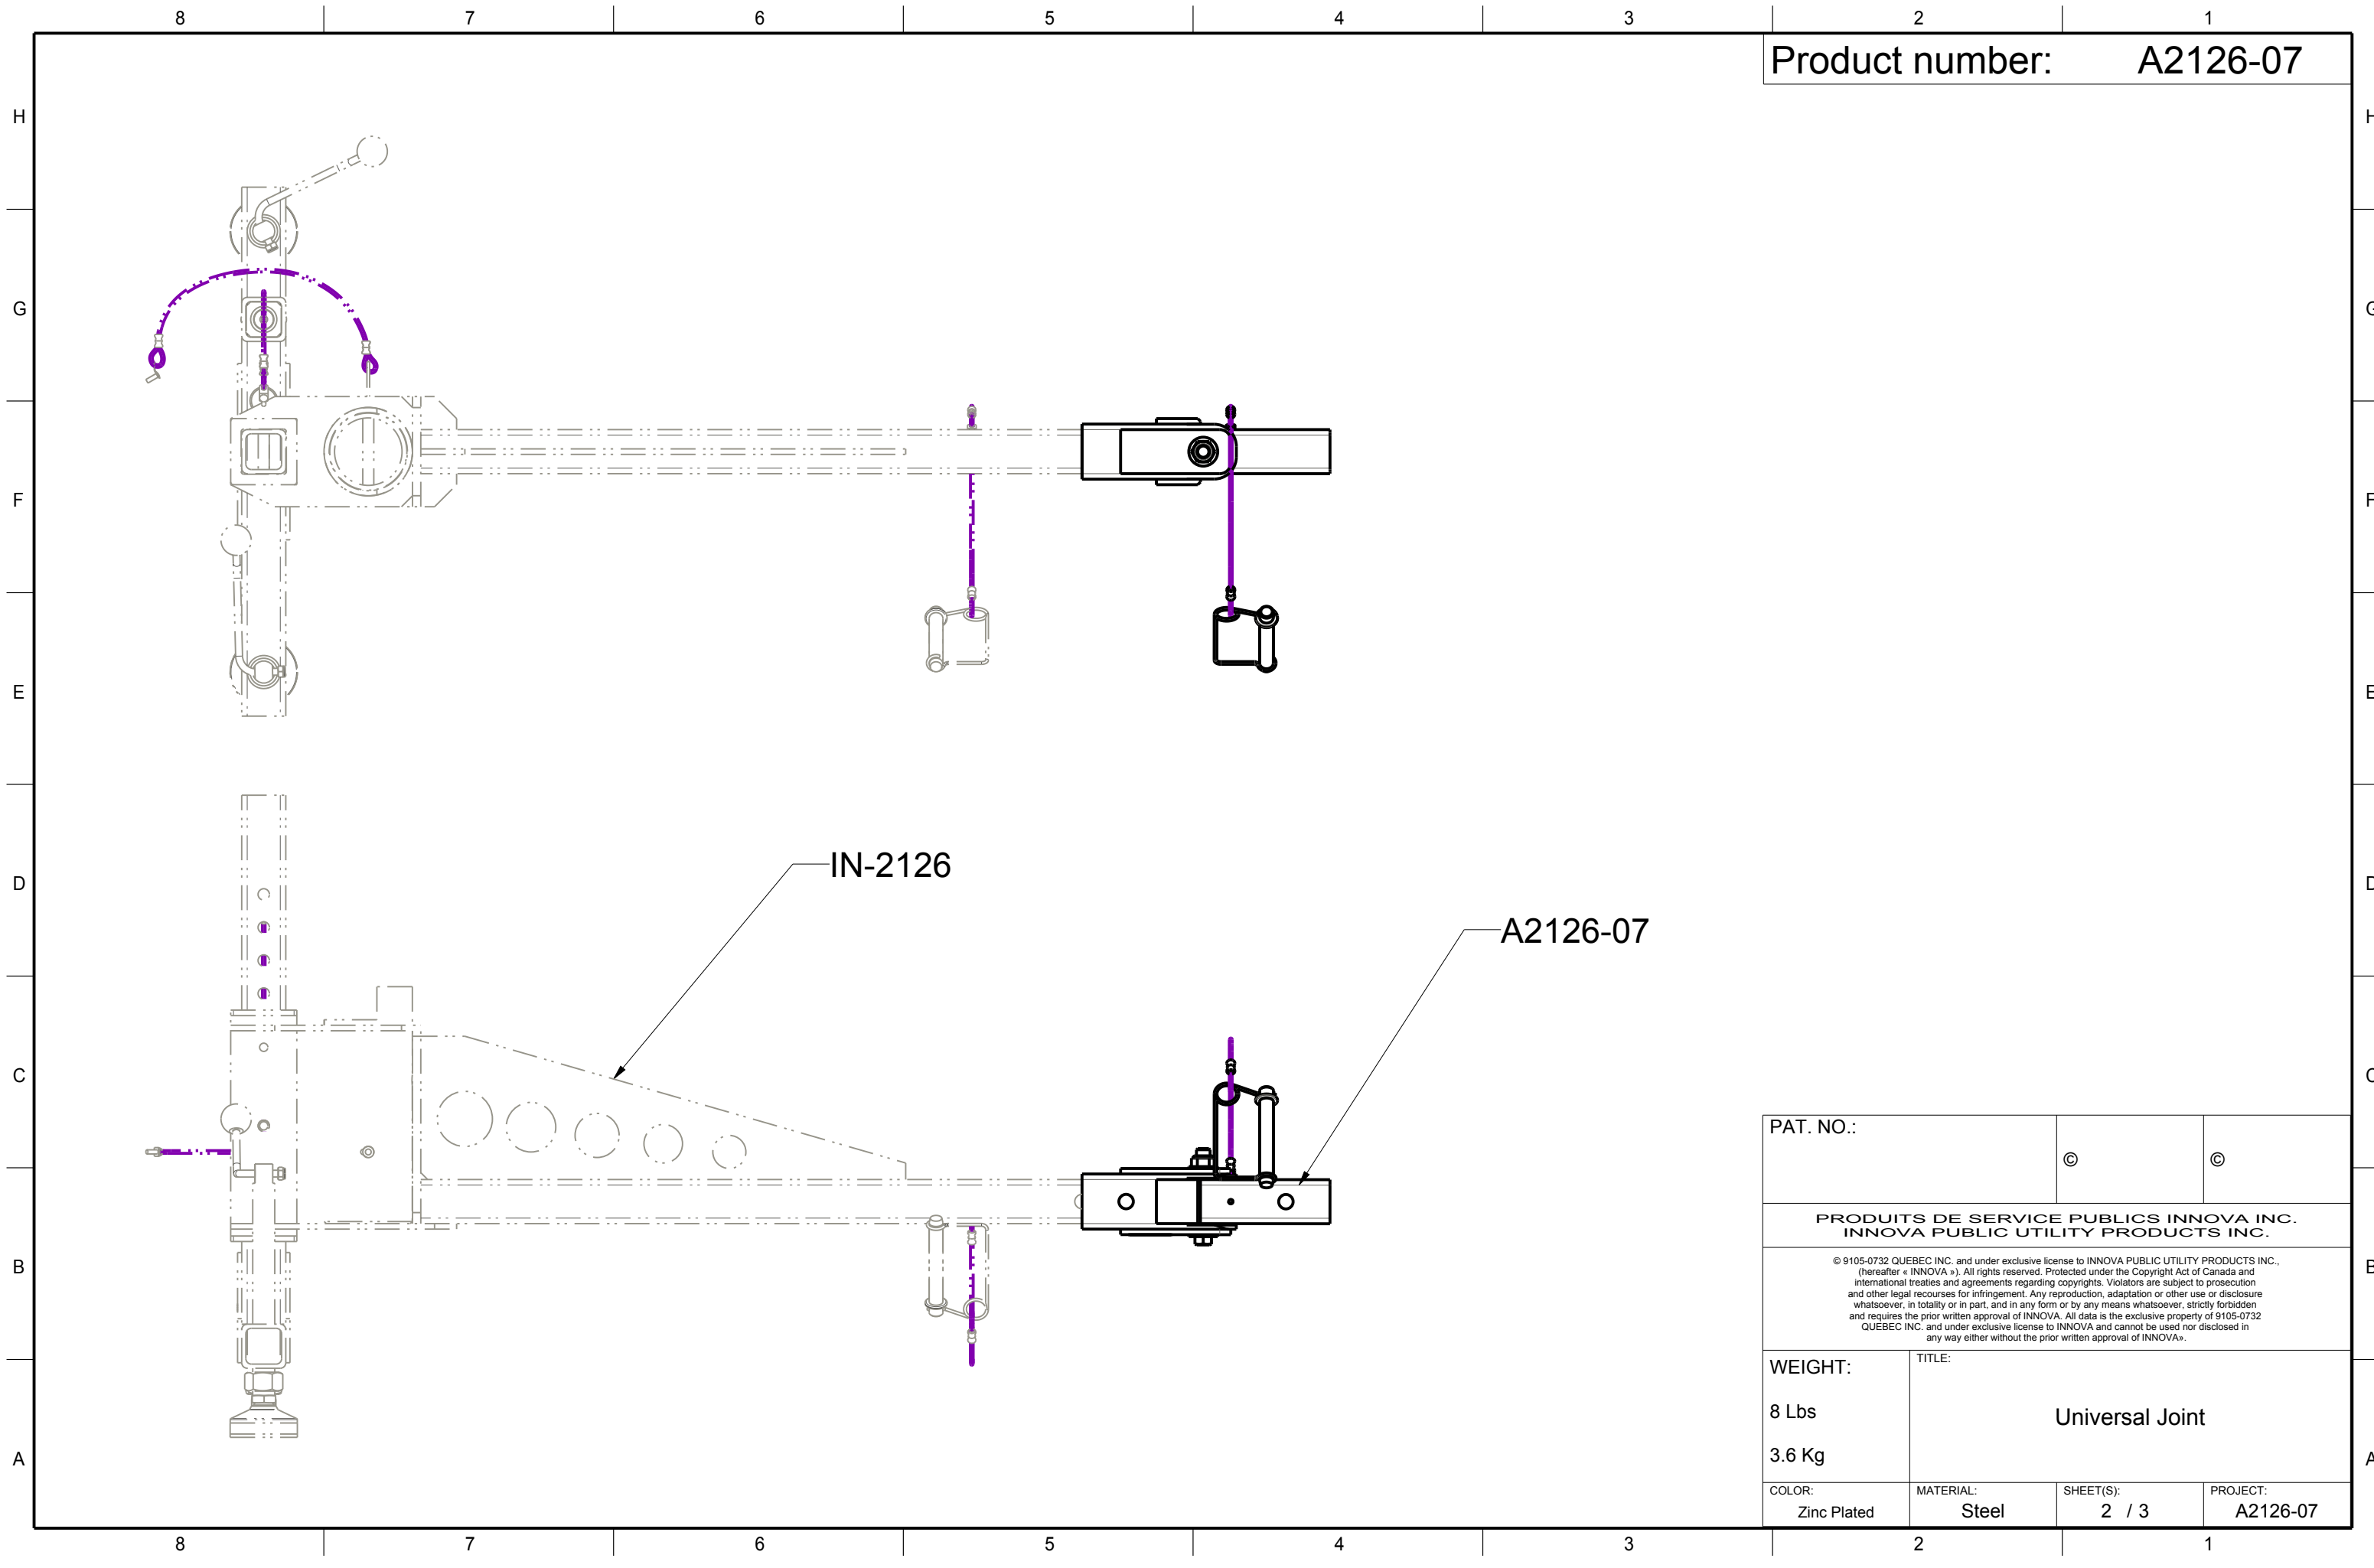 8 7 6 5 4 3 2 1
Product number: A2126-07
H H
G G
F F
E E
D D
C C
B B
A A
IN-2126
A2126-07
PAT. NO.:
© ©
PRODUITS DE SERVICE PUBLICS INNOVA INC.
INNOVA PUBLIC UTILITY PRODUCTS INC.
© 9105-0732 QUEBEC INC. and under exclusive license to INNOVA PUBLIC UTILITY PRODUCTS INC.,
(hereafter « INNOVA »). All rights reserved. Protected under the Copyright Act of Canada and
international treaties and agreements regarding copyrights. Violators are subject to prosecution
and other legal recourses for infringement. Any reproduction, adaptation or other use or disclosure
whatsoever, in totality or in part, and in any form or by any means whatsoever, strictly forbidden
and requires the prior written approval of INNOVA. All data is the exclusive property of 9105-0732
QUEBEC INC. and under exclusive license to INNOVA and cannot be used nor disclosed in
any way either without the prior written approval of INNOVA».
WEIGHT:
8 Lbs
3.6 Kg
TITLE:
Universal Joint
COLOR:
Zinc Plated
MATERIAL:
Steel
SHEET(S):
2 / 3
PROJECT:
A2126-07
8 7 6 5 4 3 2 1